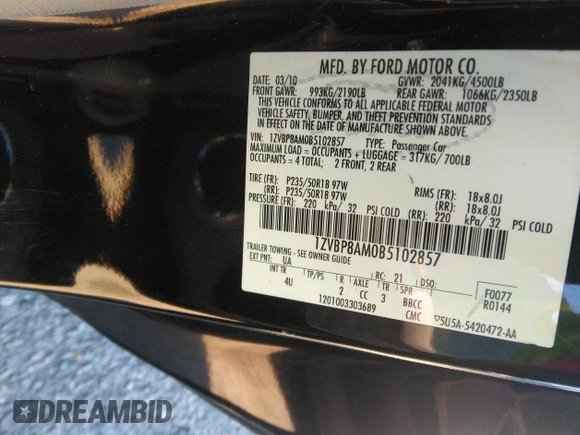 MFD. BY FORD MOTOR CO.
DATE: 03/10 GVWR: 2041KG/4500LB
FRONT GAWR: 993KG/2190LB REAR GAWR: 1066KG/2350LB
THIS VEHICLE CONFORMS TO ALL APPLICABLE FEDERAL MOTOR
VEHICLE SAFETY, BUMPER, AND THEFT PREVENTION STANDARDS
IN EFFECT ON THE DATE OF MANUFACTURE SHOWN ABOVE.
VIN: 1ZVBP8AM0B5102857 TYPE: Passenger Car
MAXIMUM LOAD = OCCUPANTS + LUGGAGE = 317KG/700LB
OCCUPANTS = 4 TOTAL; 2 FRONT, 2 REAR
TIRE (FR): P235/50R18 97W RIMS (FR): 18x8.0J
(RR): P235/50R18 97W (RR): 18x8.0J
PRESSURE (FR): 220 kPa/ 32 PSI COLD (RR): 220 kPa/ 32 PSI COLD
1ZVBP8AM0B5102857
TRAILER TOWING - SEE OWNER GUIDE
EXT PNT: UA RC: 21 DSO:
INT TR TP/PS R AXLE TR SPR
4U 2 CC 3 BBCC
1201003303689 CMC
F0077
R0144
5U5A-5420472-AA
DREAMBID